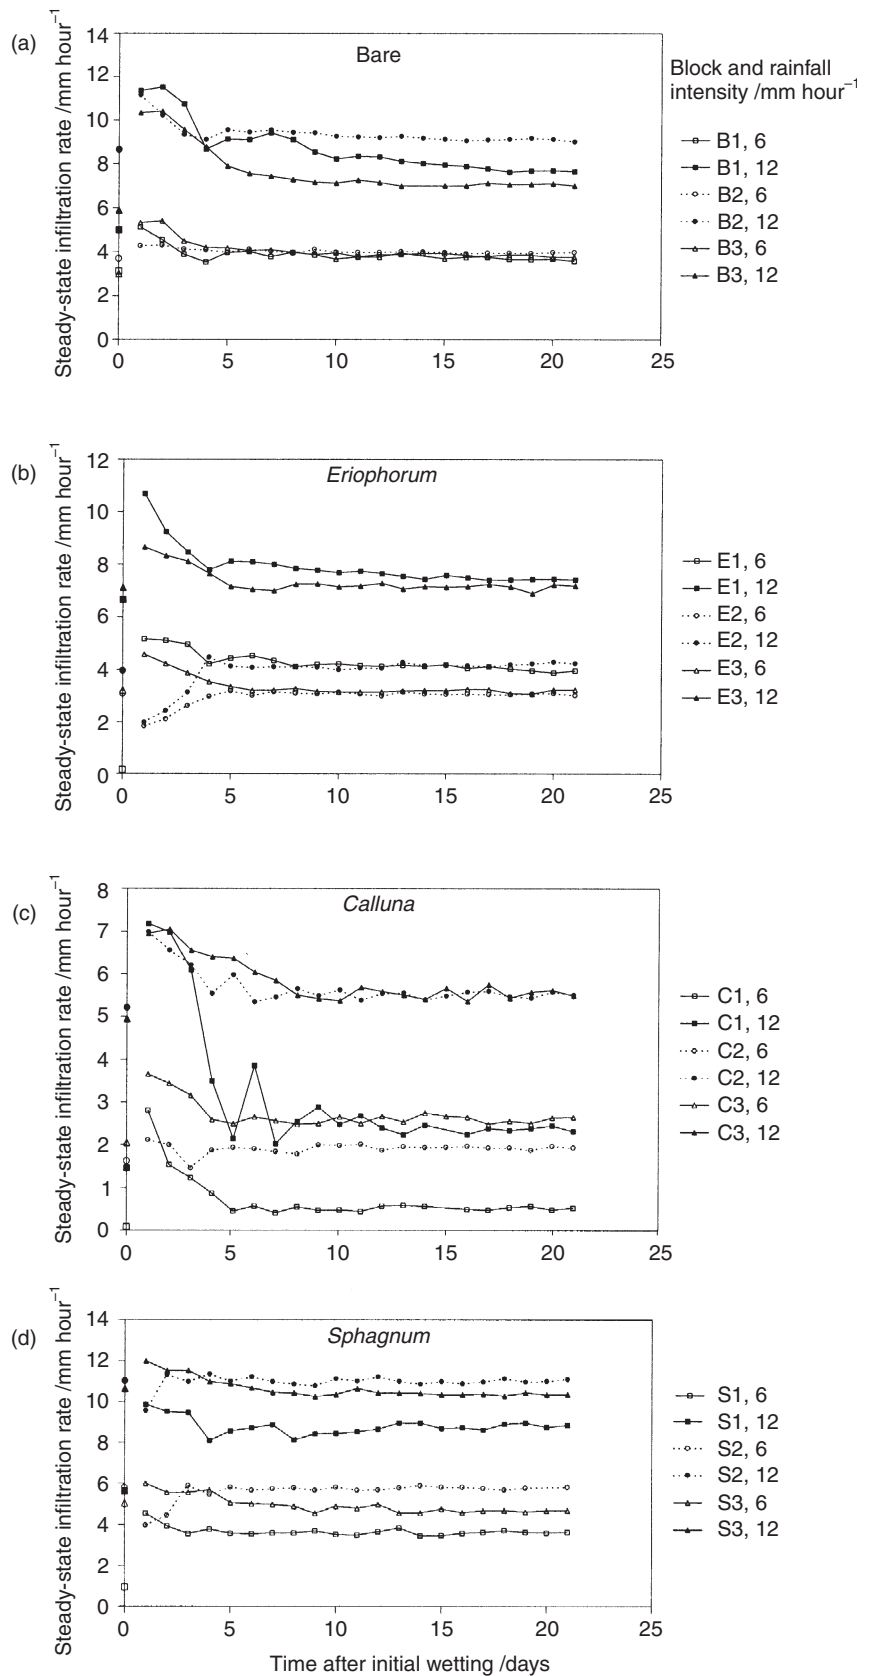 (a)
Bare
Steady-state infiltration rate /mm hour⁻¹
14
12
10
8
6
4
2
0
0 5 10 15 20 25
Block and rainfall
intensity /mm hour⁻¹
B1, 6
B1, 12
B2, 6
B2, 12
B3, 6
B3, 12
(b)
Eriophorum
Steady-state infiltration rate /mm hour⁻¹
12
10
8
6
4
2
0
0 5 10 15 20 25
E1, 6
E1, 12
E2, 6
E2, 12
E3, 6
E3, 12
(c)
Calluna
Steady-state infiltration rate /mm hour⁻¹
8
7
6
5
4
3
2
1
0
0 5 10 15 20 25
C1, 6
C1, 12
C2, 6
C2, 12
C3, 6
C3, 12
(d)
Sphagnum
Steady-state infiltration rate /mm hour⁻¹
14
12
10
8
6
4
2
0
0 5 10 15 20 25
Time after initial wetting /days
S1, 6
S1, 12
S2, 6
S2, 12
S3, 6
S3, 12